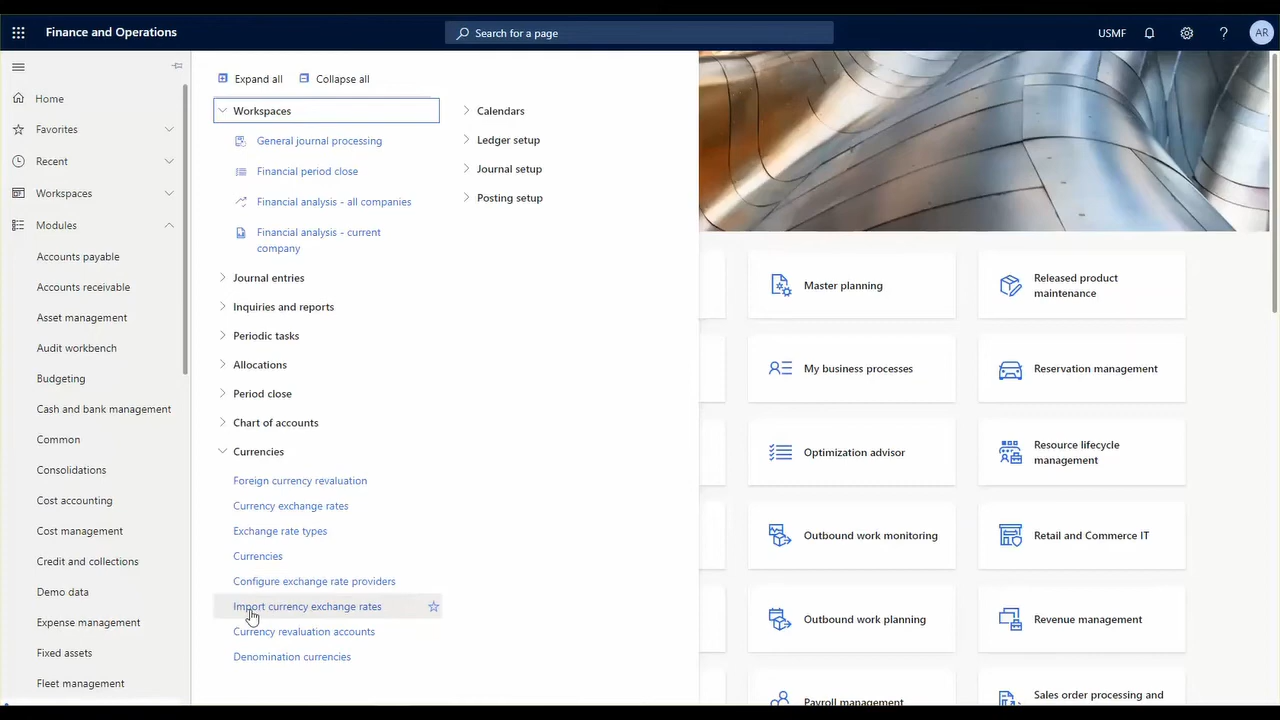 Finance and Operations
Search for a page
USMF
?
AR
Home
Favorites
Recent
Workspaces
Modules
Accounts payable
Accounts receivable
Asset management
Audit workbench
Budgeting
Cash and bank management
Common
Consolidations
Cost accounting
Cost management
Credit and collections
Demo data
Expense management
Fixed assets
Fleet management
Expand all
Collapse all
Workspaces
General journal processing
Financial period close
Financial analysis - all companies
Financial analysis - current
company
Journal entries
Inquiries and reports
Periodic tasks
Allocations
Period close
Chart of accounts
Currencies
Foreign currency revaluation
Currency exchange rates
Exchange rate types
Currencies
Configure exchange rate providers
Import currency exchange rates
Currency revaluation accounts
Denomination currencies
Calendars
Ledger setup
Journal setup
Posting setup
Master planning
My business processes
Optimization advisor
Outbound work monitoring
Outbound work planning
Payroll management
Released product
maintenance
Reservation management
Resource lifecycle
management
Retail and Commerce IT
Revenue management
Sales order processing and